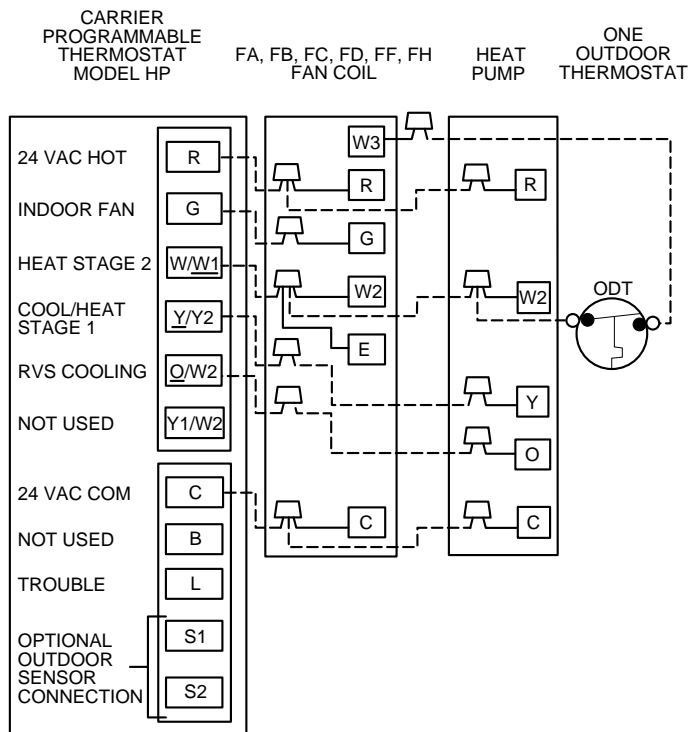 CARRIER
PROGRAMMABLE
THERMOSTAT
MODEL HP
FA, FB, FC, FD, FF, FH
FAN COIL
HEAT
PUMP
ONE
OUTDOOR
THERMOSTAT
24 VAC HOT
R
INDOOR FAN
G
HEAT STAGE 2
W/W1
COOL/HEAT
STAGE 1
Y/Y2
RVS COOLING
O/W2
NOT USED
Y1/W2
24 VAC COM
C
NOT USED
B
TROUBLE
L
OPTIONAL
OUTDOOR
SENSOR
CONNECTION
S1
S2
W3
R
G
W2
E
C
R
W2
Y
O
C
ODT